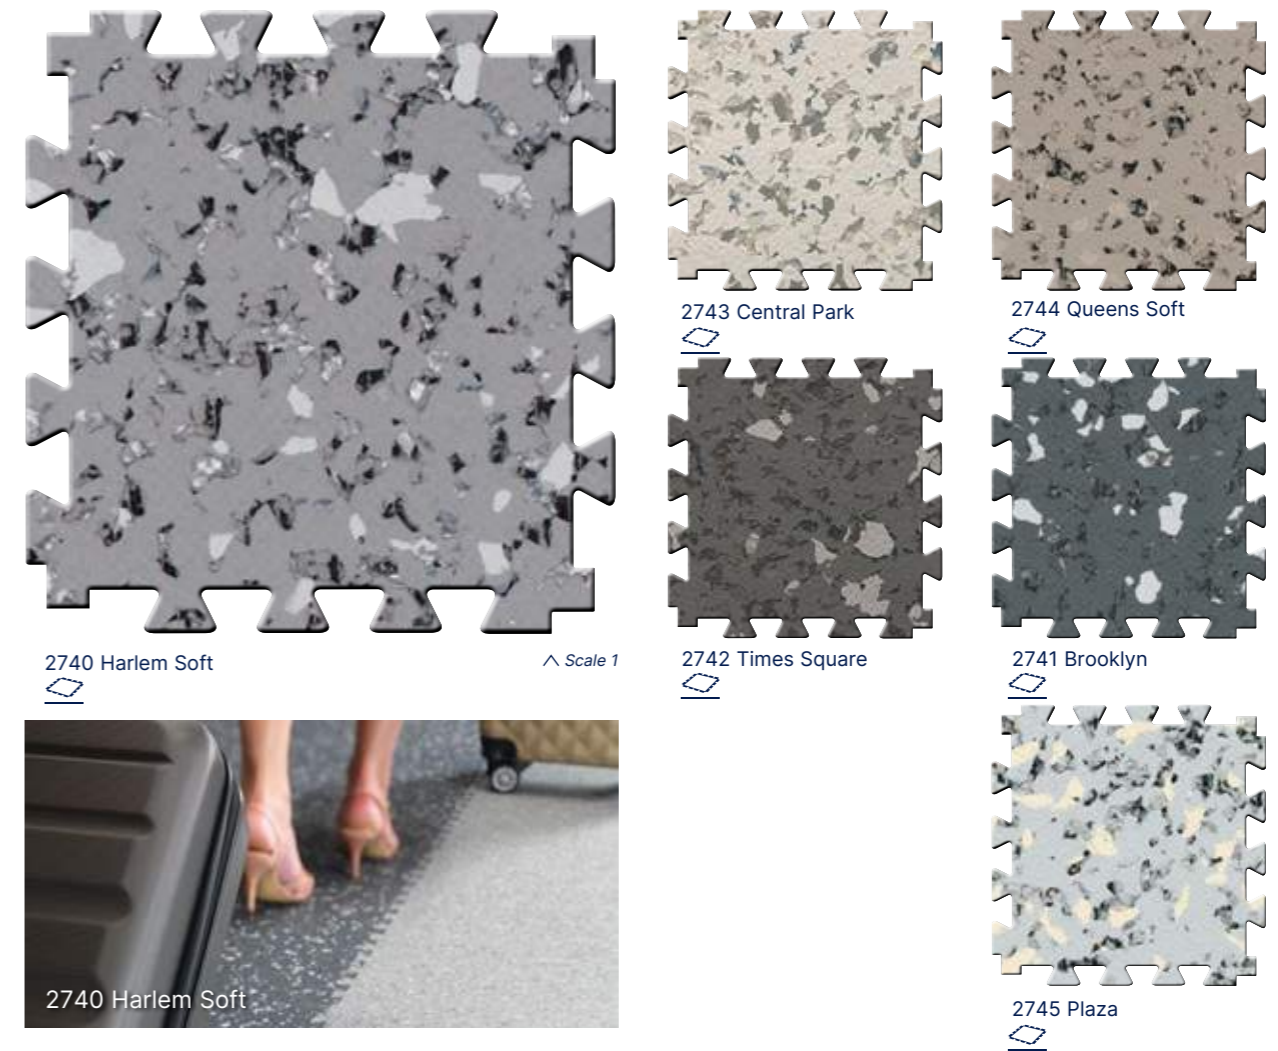 2743 Central Park
2744 Queens Soft
2740 Harlem Soft
Scale 1
2742 Times Square
2741 Brooklyn
2740 Harlem Soft
2745 Plaza